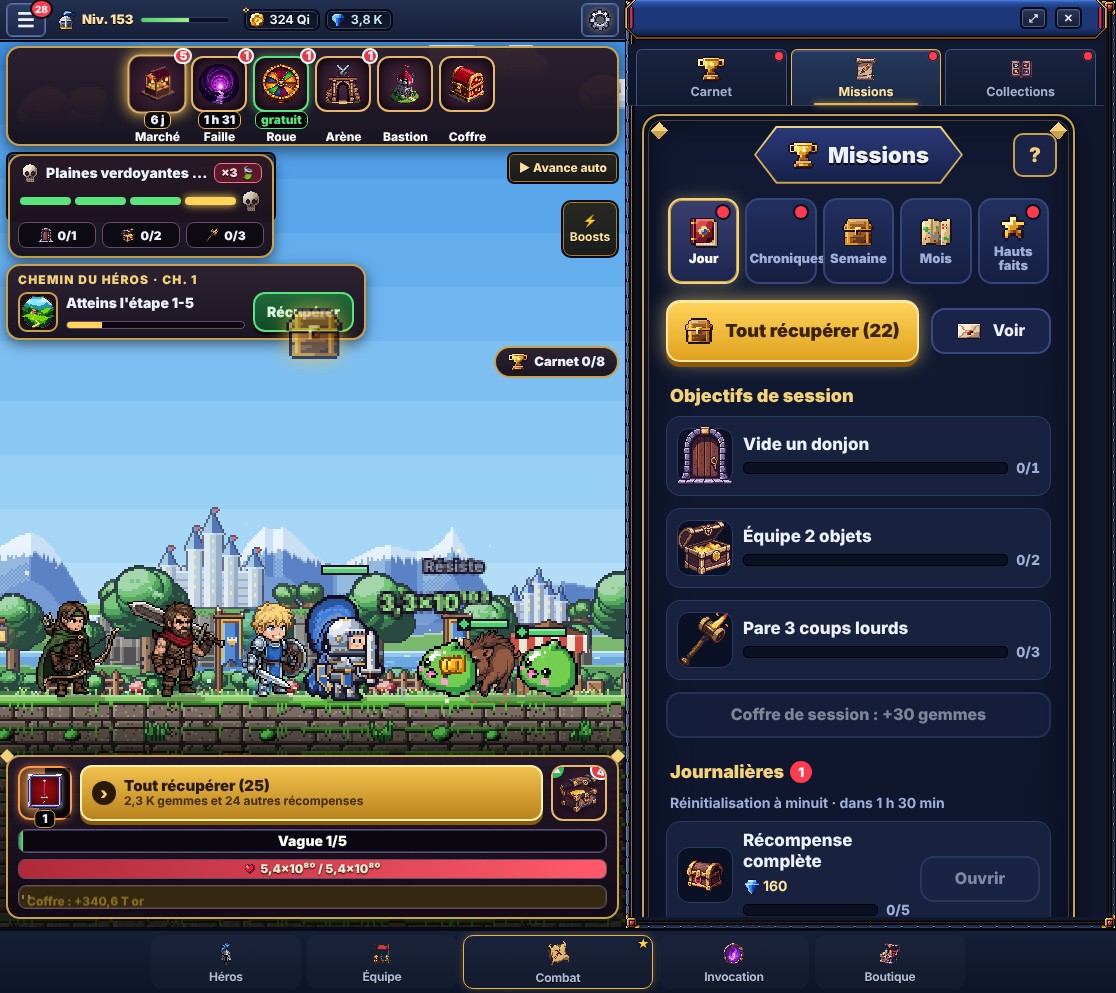 28
Niv. 153
324 Qi
3,8 K
5
1
1
1
6 j
1 h 31
gratuit
Marché
Faille
Roue
Arène
Bastion
Coffre
Plaines verdoyantes ...
×3
0/1
0/2
0/3
Avance auto
Boosts
CHEMIN DU HÉROS · CH. 1
Atteins l'étape 1-5
Récupérer
Carnet 0/8
Résiste
Tout récupérer (25)
2,3 K gemmes et 24 autres récompenses
1
4
Vague 1/5
5,4×10⁸⁰ / 5,4×10⁸⁰
Coffre : +340,6 T or
Carnet
Missions
Collections
Missions
?
Jour
Chroniques
Semaine
Mois
Hauts
faits
Tout récupérer (22)
Voir
Objectifs de session
Vide un donjon
0/1
Équipe 2 objets
0/2
Pare 3 coups lourds
0/3
Coffre de session : +30 gemmes
Journalières 1
Réinitialisation à minuit · dans 1 h 30 min
Récompense
complète
160
0/5
Ouvrir
Héros
Équipe
Combat
Invocation
Boutique